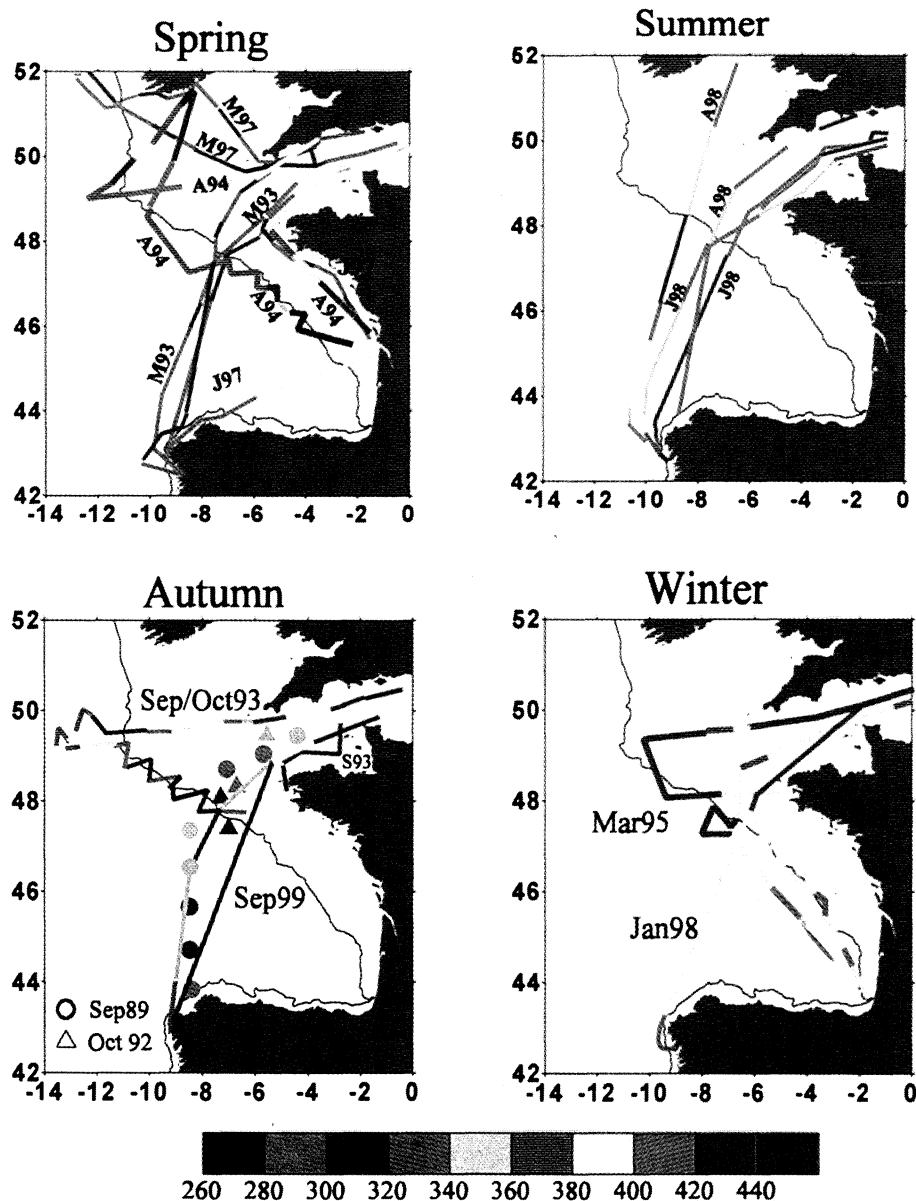 Spring
Summer
52
50
48
46
44
42
-14 -12 -10 -8 -6 -4 -2 0
M97
M97
A94
M93
A94
A94
A94
M93
J97
52
50
48
46
44
42
-14 -12 -10 -8 -6 -4 -2 0
A98
A98
J98
J98
Autumn
Winter
52
50
48
46
44
42
-14 -12 -10 -8 -6 -4 -2 0
Sep/Oct93
S93
Sep99
Sep89
Oct 92
52
50
48
46
44
42
-14 -12 -10 -8 -6 -4 -2 0
Mar95
Jan98
260 280 300 320 340 360 380 400 420 440